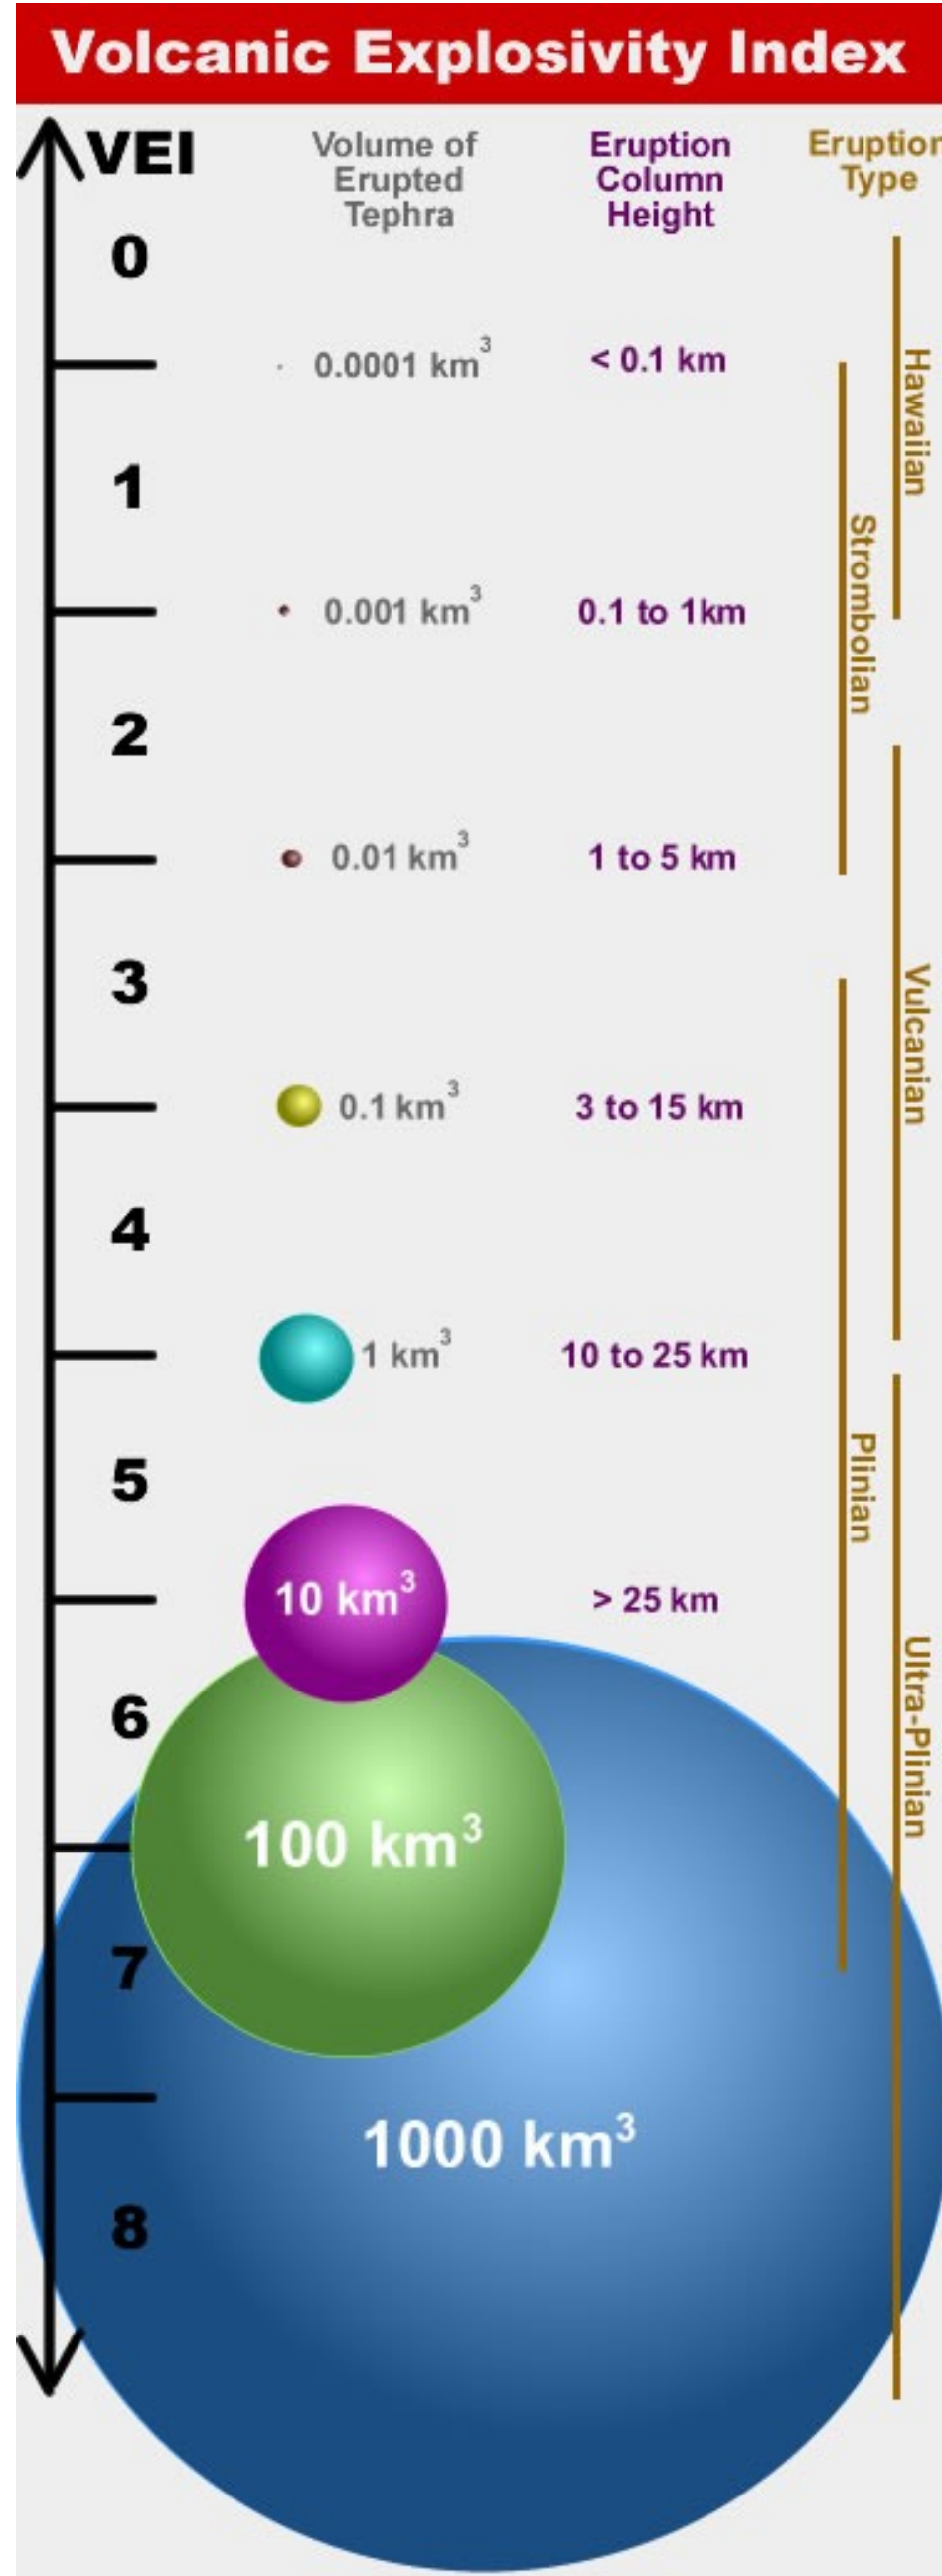 Volcanic Explosivity Index
VEI
Volume of
Erupted
Tephra
Eruption
Column
Height
Eruption
Type
0
0.0001 km³
< 0.1 km
Hawaiian
1
Strombolian
0.001 km³
0.1 to 1km
2
0.01 km³
1 to 5 km
3
Vulcanian
0.1 km³
3 to 15 km
4
1 km³
10 to 25 km
5
Plinian
10 km³
> 25 km
6
Ultra-Plinian
100 km³
7
1000 km³
8